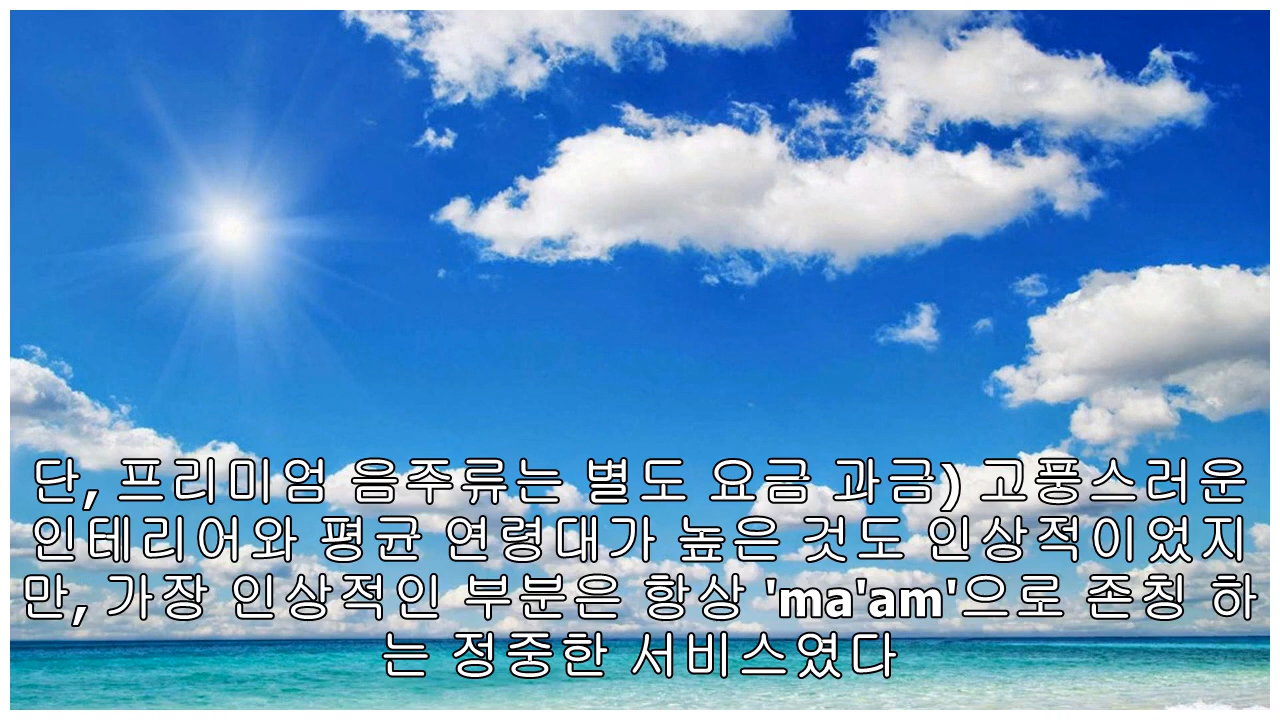 단, 프리미엄 음주류는 별도 요금 과금) 고풍스러운
인테리어와 평균 연령대가 높은 것도 인상적이었지
만, 가장 인상적인 부분은 항상 'ma'am'으로 존칭 하
는 정중한 서비스였다